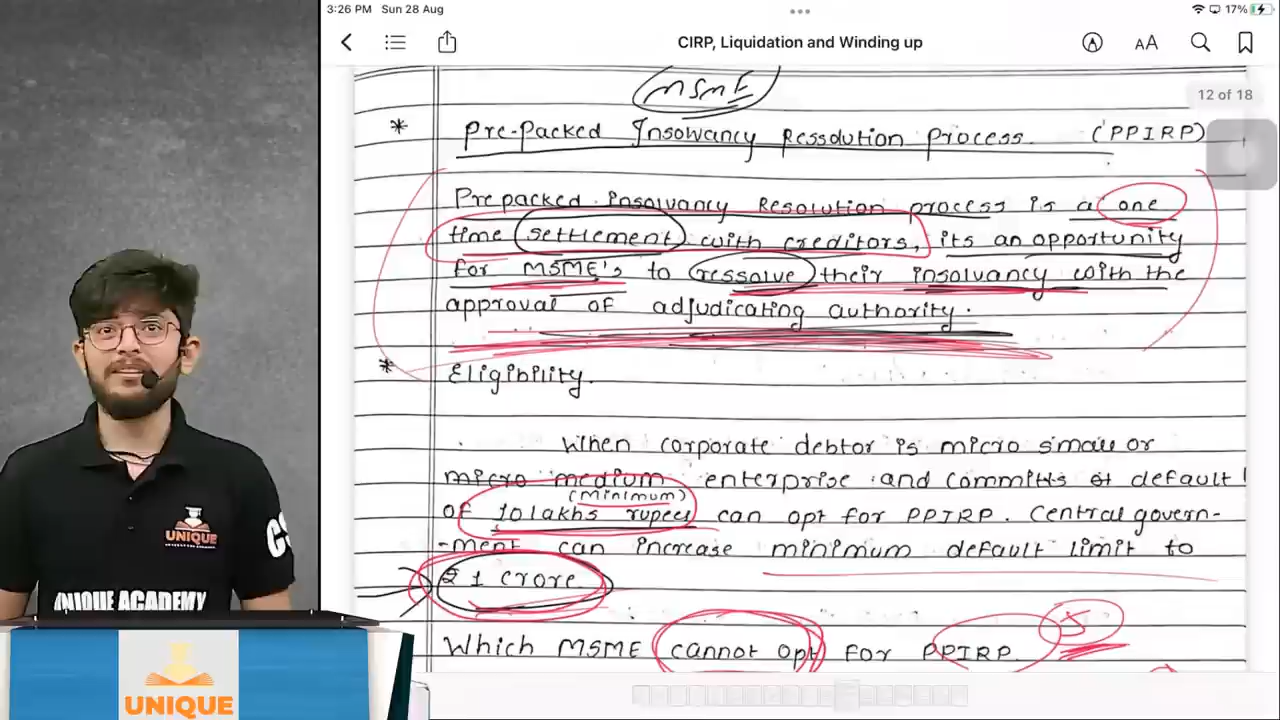 3:26 PM Sun 28 Aug
17%
CIRP, Liquidation and Winding up
AA
12 of 18
MSME
* Pre-Packed Insowancy Ressolution Process. (PPIRP)
Prepacked insolvancy Resolution process is a one
time settlement with creditors, its an opportunity
for MSME's to ressolve their insolvancy with the
approval of adjudicating authority.
* Eligibility.
When corporate debtor is micro small or
micro medium enterprise and commits a default
(minimum)
of 10 lakhs rupees can opt for PPIRP. Central govern-
-ment can increase minimum default limit to
₹ 1 crore
Which MSME cannot opt for PPIRP. 5
UNIQUE
CS
UNIQUE ACADEMY
UNIQUE